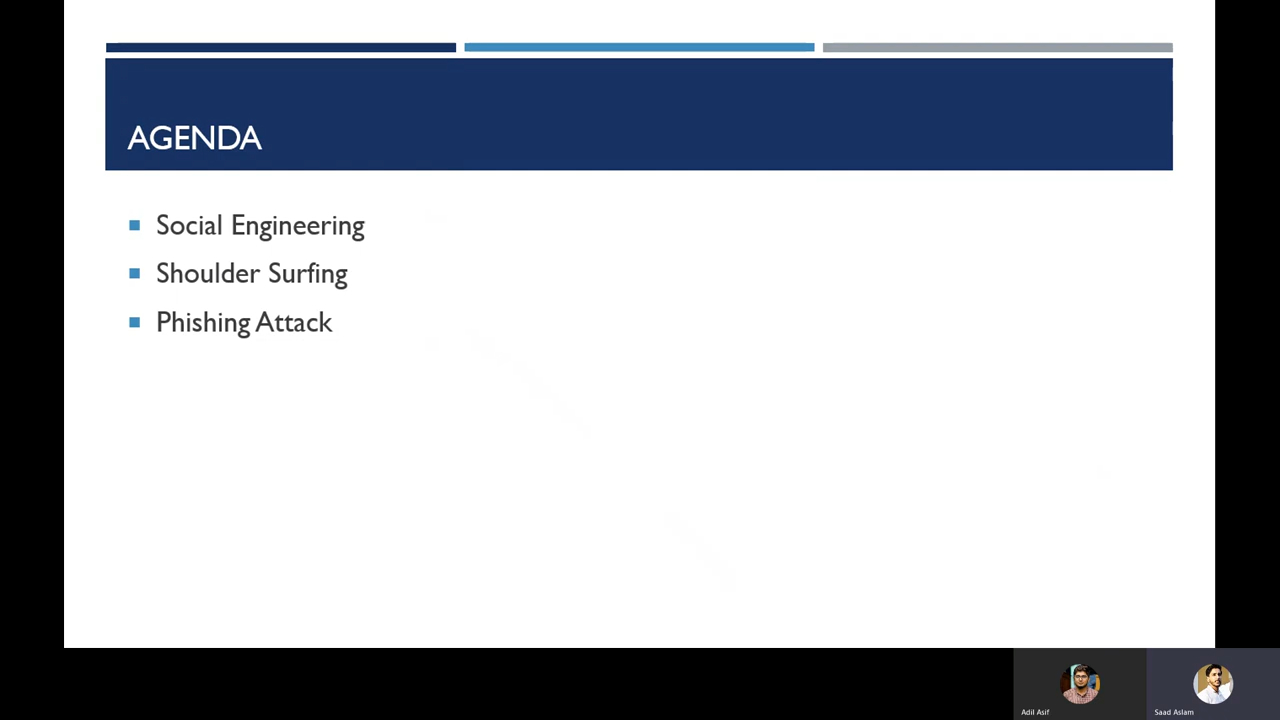 AGENDA
Social Engineering
Shoulder Surfing
Phishing Attack
Adil Asif
Saad Aslam